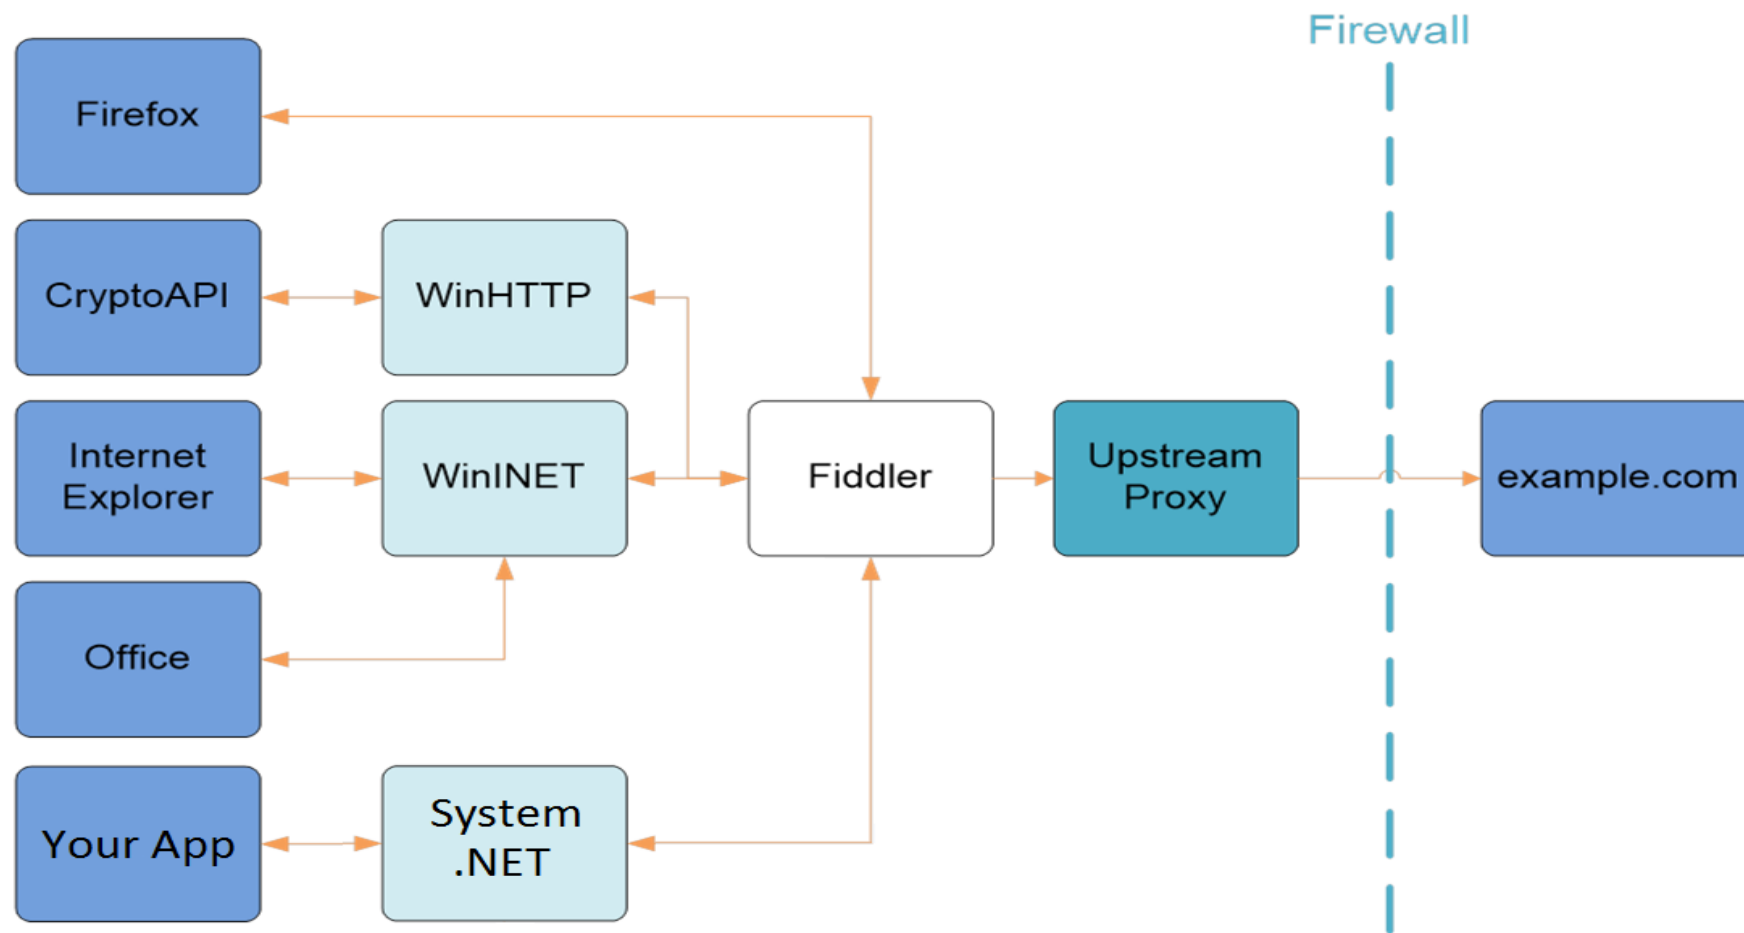 Firewall
Firefox
CryptoAPI
WinHTTP
Internet
Explorer
WinINET
Fiddler
Upstream
Proxy
example.com
Office
Your App
System
.NET